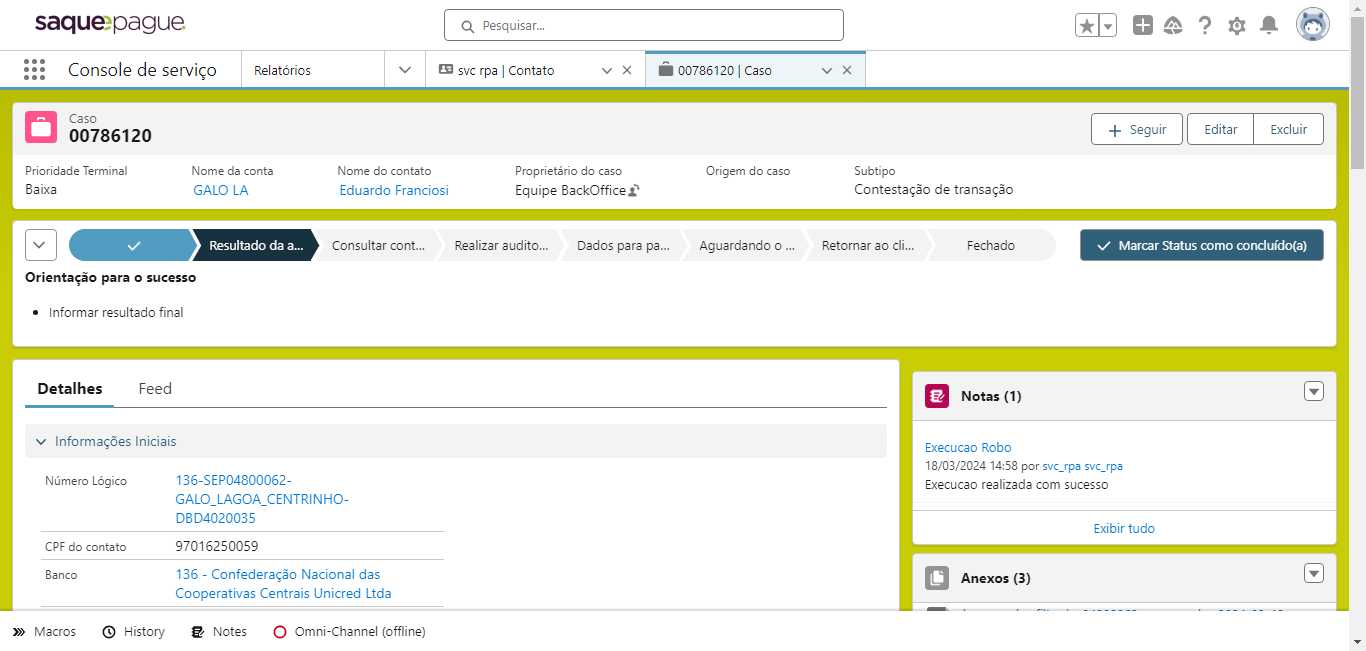 saquepague
Pesquisar...
Console de serviço
Relatórios
svc rpa | Contato
00786120 | Caso
Caso
00786120
Seguir
Editar
Excluir
Prioridade Terminal
Baixa
Nome da conta
GALO LA
Nome do contato
Eduardo Franciosi
Proprietário do caso
Equipe BackOffice
Origem do caso
Subtipo
Contestação de transação
Resultado da a...
Consultar cont...
Realizar audito...
Dados para pa...
Aguardando o ...
Retornar ao cli...
Fechado
Marcar Status como concluído(a)
Orientação para o sucesso
Informar resultado final
Detalhes
Feed
Informações Iniciais
Número Lógico
136-SEP04800062-
GALO_LAGOA_CENTRINHO-
DBD4020035
CPF do contato
97016250059
Banco
136 - Confederação Nacional das
Cooperativas Centrais Unicred Ltda
Notas (1)
Execucao Robo
18/03/2024 14:58 por svc_rpa svc_rpa
Execucao realizada com sucesso
Exibir tudo
Anexos (3)
Macros
History
Notes
Omni-Channel (offline)